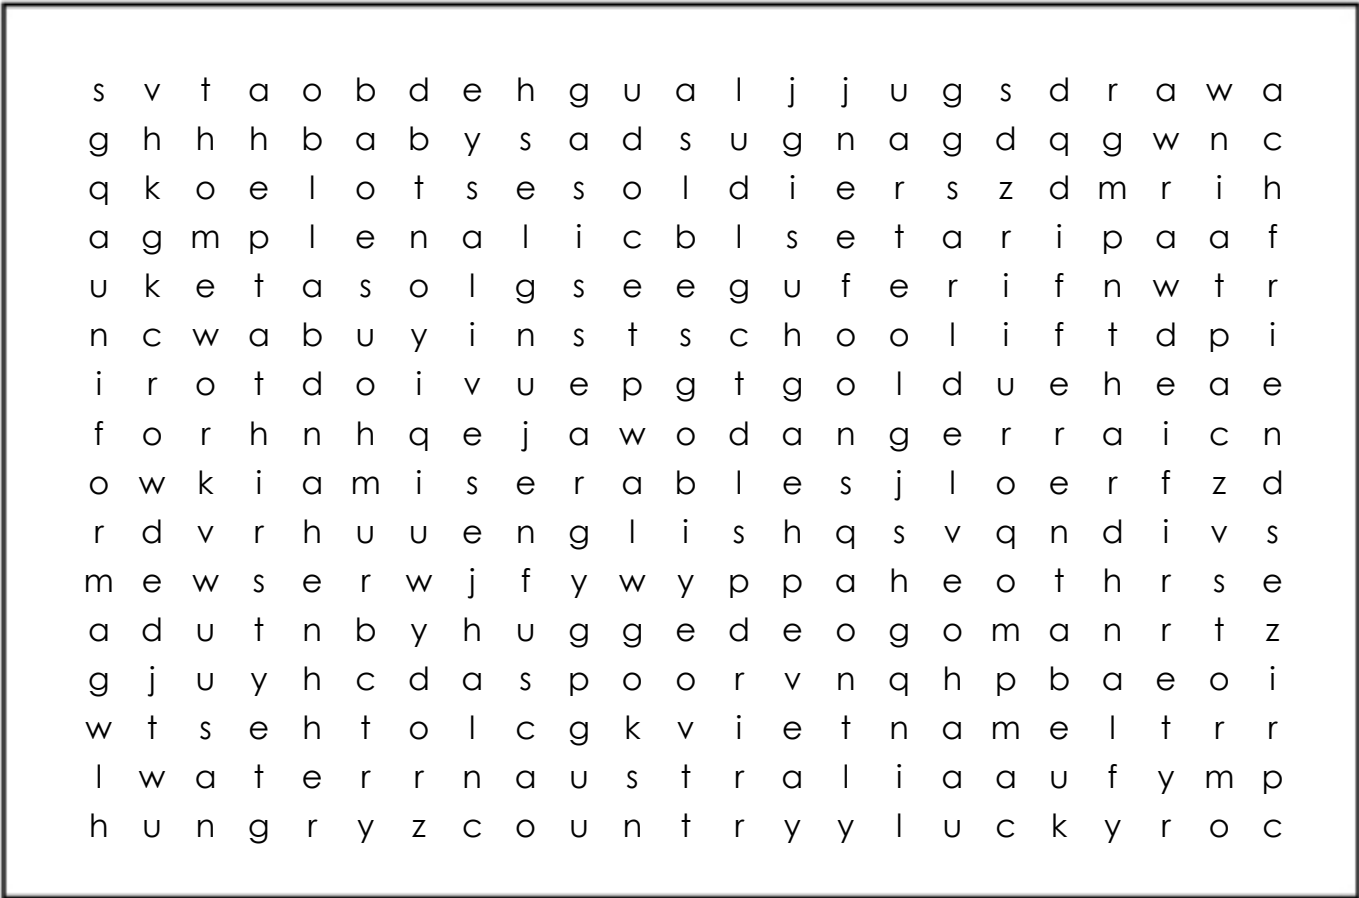 s v t a o b d e h g u a l j j u g s d r a w a
g h h h b a b y s a d s u g n a g d q g w n c
q k o e l o t s e s o l d i e r s z d m r i h
a g m p l e n a l i c b l s e t a r i p a a f
u k e t a s o l g s e e g u f e r i f n w t r
n c w a b u y i n s t s c h o o l i f t d p i
i r o t d o i v u e p g t g o l d u e h e a e
f o r h n h q e j a w o d a n g e r r a i c n
o w k i a m i s e r a b l e s j l o e r f z d
r d v r h u u e n g l i s h q s v q n d i v s
m e w s e r w j f y w y p p a h e o t h r s e
a d u t n b y h u g g e d e o g o m a n r t z
g j u y h c d a s p o o r v n q h p b a e o i
w t s e h t o l c g k v i e t n a m e l t r r
l w a t e r r n a u s t r a l i a a u f y m p
h u n g r y z c o u n t r y y l u c k y r o c